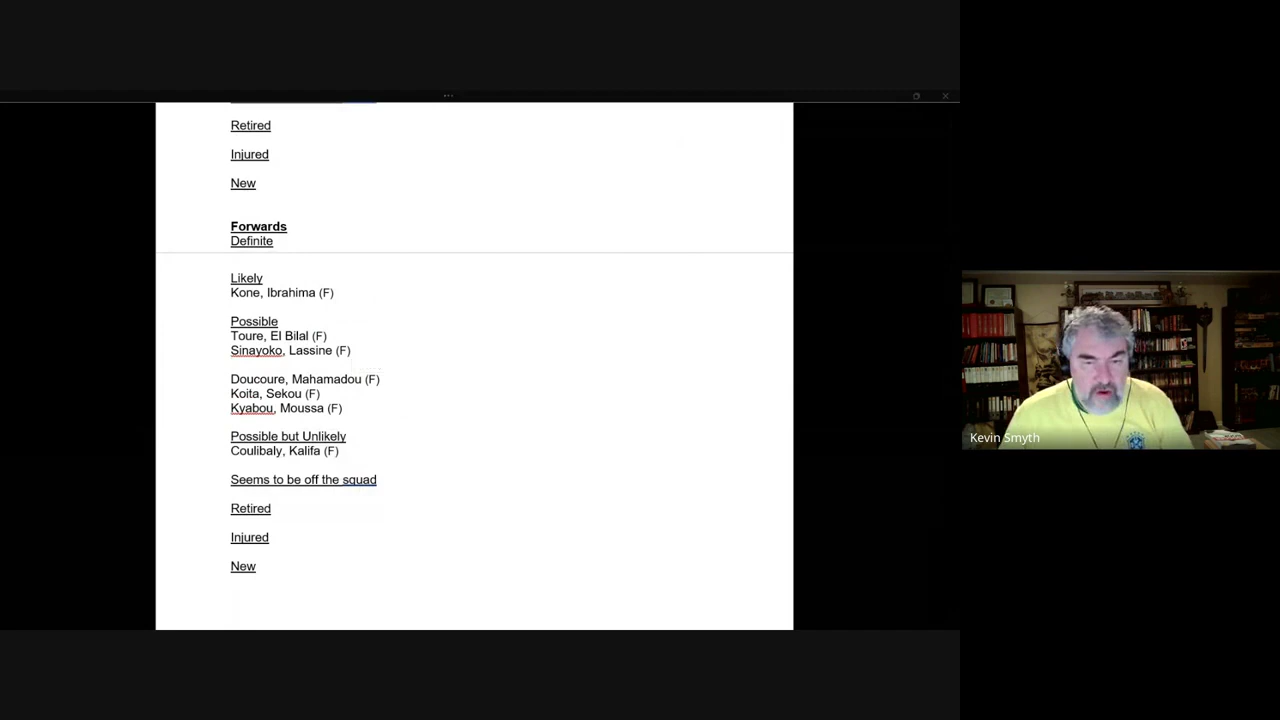 Retired
Injured
New
Forwards
Definite
Likely
Kone, Ibrahima (F)
Possible
Toure, El Bilal (F)
Sinayoko, Lassine (F)
Doucoure, Mahamadou (F)
Koita, Sekou (F)
Kyabou, Moussa (F)
Possible but Unlikely
Coulibaly, Kalifa (F)
Seems to be off the squad
Retired
Injured
New
Kevin Smyth